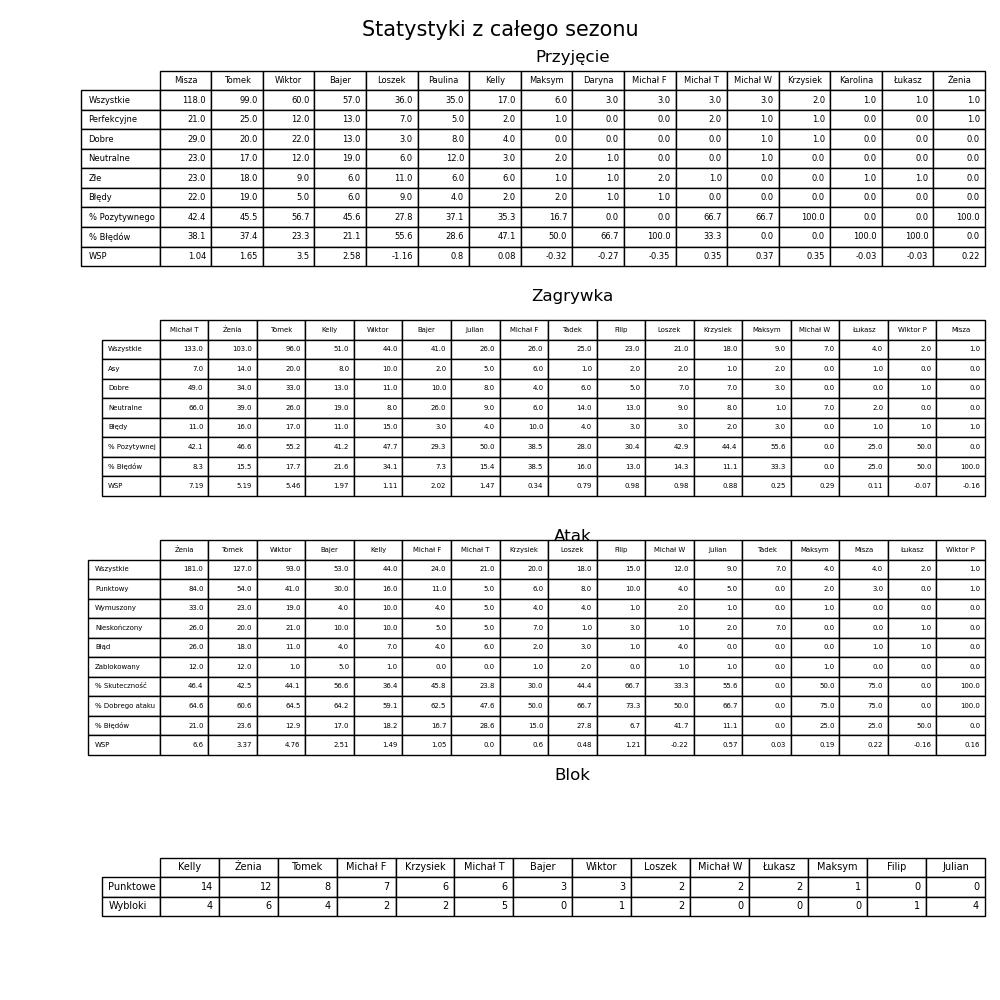 Statystyki z całego sezonu
Przyjęcie
Misza Tomek Wiktor Bajer Loszek Paulina Kelly Maksym Daryna Michał F Michał T Michał W Krzysiek Karolina Łukasz Żenia
Wszystkie 118.0 99.0 60.0 57.0 36.0 35.0 17.0 6.0 3.0 3.0 3.0 3.0 2.0 1.0 1.0 1.0
Perfekcyjne 21.0 25.0 12.0 13.0 7.0 5.0 2.0 1.0 0.0 0.0 2.0 1.0 1.0 0.0 0.0 1.0
Dobre 29.0 20.0 22.0 13.0 3.0 8.0 4.0 0.0 0.0 0.0 0.0 1.0 1.0 0.0 0.0 0.0
Neutralne 23.0 17.0 12.0 19.0 6.0 12.0 3.0 2.0 1.0 0.0 0.0 1.0 0.0 0.0 0.0 0.0
Złe 23.0 18.0 9.0 6.0 11.0 6.0 6.0 1.0 1.0 2.0 1.0 0.0 0.0 1.0 1.0 0.0
Błędy 22.0 19.0 5.0 6.0 9.0 4.0 2.0 2.0 1.0 1.0 0.0 0.0 0.0 0.0 0.0 0.0
% Pozytywnego 42.4 45.5 56.7 45.6 27.8 37.1 35.3 16.7 0.0 0.0 66.7 66.7 100.0 0.0 0.0 100.0
% Błędów 38.1 37.4 23.3 21.1 55.6 28.6 47.1 50.0 66.7 100.0 33.3 0.0 0.0 100.0 100.0 0.0
WSP 1.04 1.65 3.5 2.58 -1.16 0.8 0.08 -0.32 -0.27 -0.35 0.35 0.37 0.35 -0.03 -0.03 0.22
Zagrywka
Michał T Żenia Tomek Kelly Wiktor Bajer Julian Michał F Tadek Filip Loszek Krzysiek Maksym Michał W Łukasz Wiktor P Misza
Wszystkie 133.0 103.0 96.0 51.0 44.0 41.0 26.0 26.0 25.0 23.0 21.0 18.0 9.0 7.0 4.0 2.0 1.0
Asy 7.0 14.0 20.0 8.0 10.0 2.0 5.0 6.0 1.0 2.0 2.0 1.0 2.0 0.0 1.0 0.0 0.0
Dobre 49.0 34.0 33.0 13.0 11.0 10.0 8.0 4.0 6.0 5.0 7.0 7.0 3.0 0.0 0.0 1.0 0.0
Neutralne 66.0 39.0 26.0 19.0 8.0 26.0 9.0 6.0 14.0 13.0 9.0 8.0 1.0 7.0 2.0 0.0 0.0
Błędy 11.0 16.0 17.0 11.0 15.0 3.0 4.0 10.0 4.0 3.0 3.0 2.0 3.0 0.0 1.0 1.0 1.0
% Pozytywnej 42.1 46.6 55.2 41.2 47.7 29.3 50.0 38.5 28.0 30.4 42.9 44.4 55.6 0.0 25.0 50.0 0.0
% Błędów 8.3 15.5 17.7 21.6 34.1 7.3 15.4 38.5 16.0 13.0 14.3 11.1 33.3 0.0 25.0 50.0 100.0
WSP 7.19 5.19 5.46 1.97 1.11 2.02 1.47 0.34 0.79 0.98 0.98 0.88 0.25 0.29 0.11 -0.07 -0.16
Atak
Żenia Tomek Wiktor Bajer Kelly Michał F Michał T Krzysiek Loszek Filip Michał W Julian Tadek Maksym Misza Łukasz Wiktor P
Wszystkie 181.0 127.0 93.0 53.0 44.0 24.0 21.0 20.0 18.0 15.0 12.0 9.0 7.0 4.0 4.0 2.0 1.0
Punktowy 84.0 54.0 41.0 30.0 16.0 11.0 5.0 6.0 8.0 10.0 4.0 5.0 0.0 2.0 3.0 0.0 1.0
Wymuszony 33.0 23.0 19.0 4.0 10.0 4.0 5.0 4.0 4.0 1.0 2.0 1.0 0.0 1.0 0.0 0.0 0.0
Nieskończony 26.0 20.0 21.0 10.0 10.0 5.0 5.0 7.0 1.0 3.0 1.0 2.0 7.0 0.0 0.0 1.0 0.0
Błąd 26.0 18.0 11.0 4.0 7.0 4.0 6.0 2.0 3.0 1.0 4.0 0.0 0.0 0.0 1.0 1.0 0.0
Zablokowany 12.0 12.0 1.0 5.0 1.0 0.0 0.0 1.0 2.0 0.0 1.0 1.0 0.0 1.0 0.0 0.0 0.0
% Skuteczność 46.4 42.5 44.1 56.6 36.4 45.8 23.8 30.0 44.4 66.7 33.3 55.6 0.0 50.0 75.0 0.0 100.0
% Dobrego ataku 64.6 60.6 64.5 64.2 59.1 62.5 47.6 50.0 66.7 73.3 50.0 66.7 0.0 75.0 75.0 0.0 100.0
% Błędów 21.0 23.6 12.9 17.0 18.2 16.7 28.6 15.0 27.8 6.7 41.7 11.1 0.0 25.0 25.0 50.0 0.0
WSP 6.6 3.37 4.76 2.51 1.49 1.05 0.0 0.6 0.48 1.21 -0.22 0.57 0.03 0.19 0.22 -0.16 0.16
Blok
Kelly Żenia Tomek Michał F Krzysiek Michał T Bajer Wiktor Loszek Michał W Łukasz Maksym Filip Julian
Punktowe 14 12 8 7 6 6 3 3 2 2 2 1 0 0
Wybloki 4 6 4 2 2 5 0 1 2 0 0 0 1 4